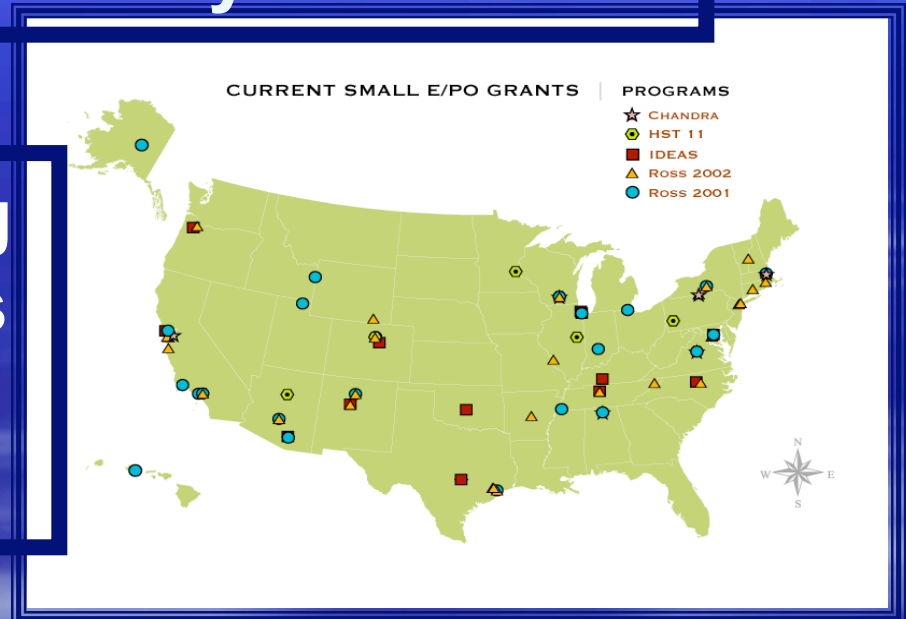 CURRENT SMALL E/PO GRANTS
PROGRAMS
CHANDRA
HST 11
IDEAS
ROSS 2002
ROSS 2001
N
W E
S